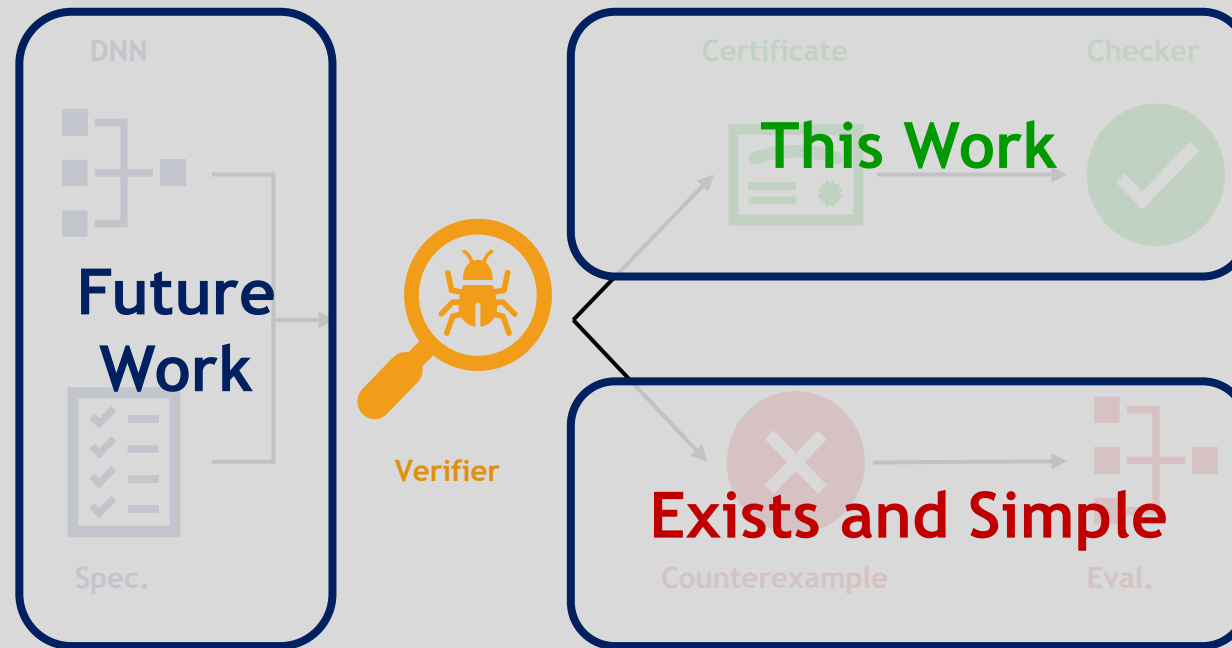 DNN
Future
Work
Spec.
Verifier
Certificate
Checker
This Work
Exists and Simple
Counterexample
Eval.